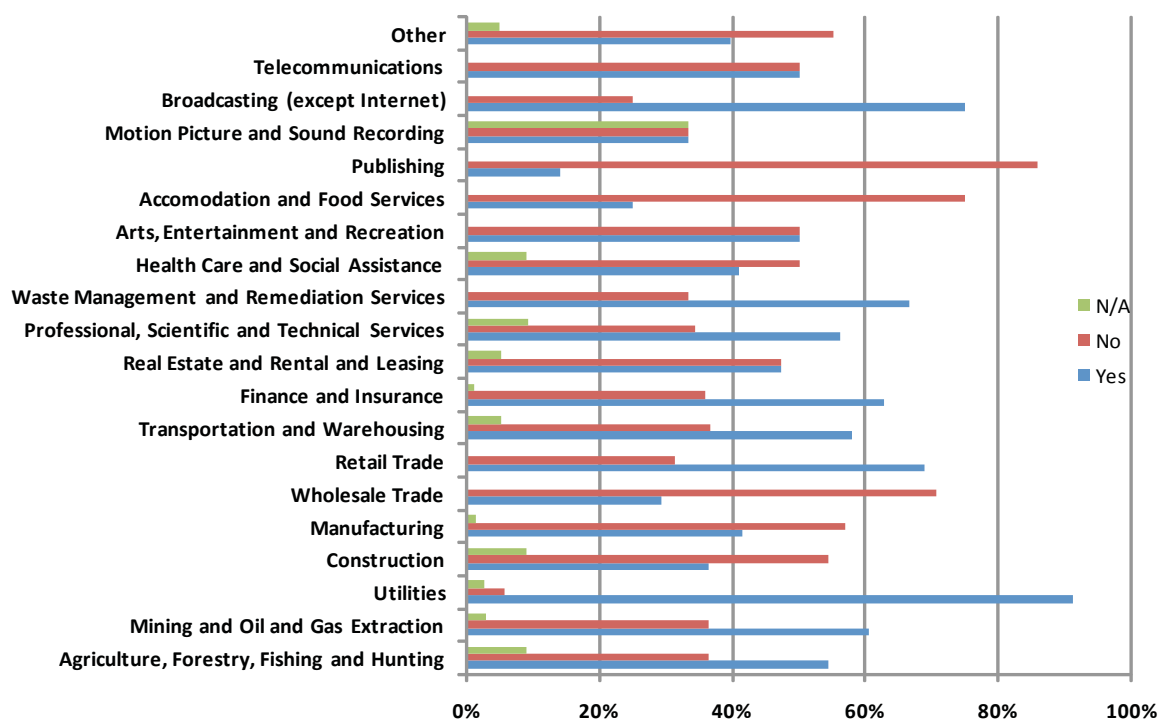 Other
Telecommunications
Broadcasting (except Internet)
Motion Picture and Sound Recording
Publishing
Accomodation and Food Services
Arts, Entertainment and Recreation
Health Care and Social Assistance
Waste Management and Remediation Services
Professional, Scientific and Technical Services
Real Estate and Rental and Leasing
Finance and Insurance
Transportation and Warehousing
Retail Trade
Wholesale Trade
Manufacturing
Construction
Utilities
Mining and Oil and Gas Extraction
Agriculture, Forestry, Fishing and Hunting
N/A
No
Yes
0% 20% 40% 60% 80% 100%